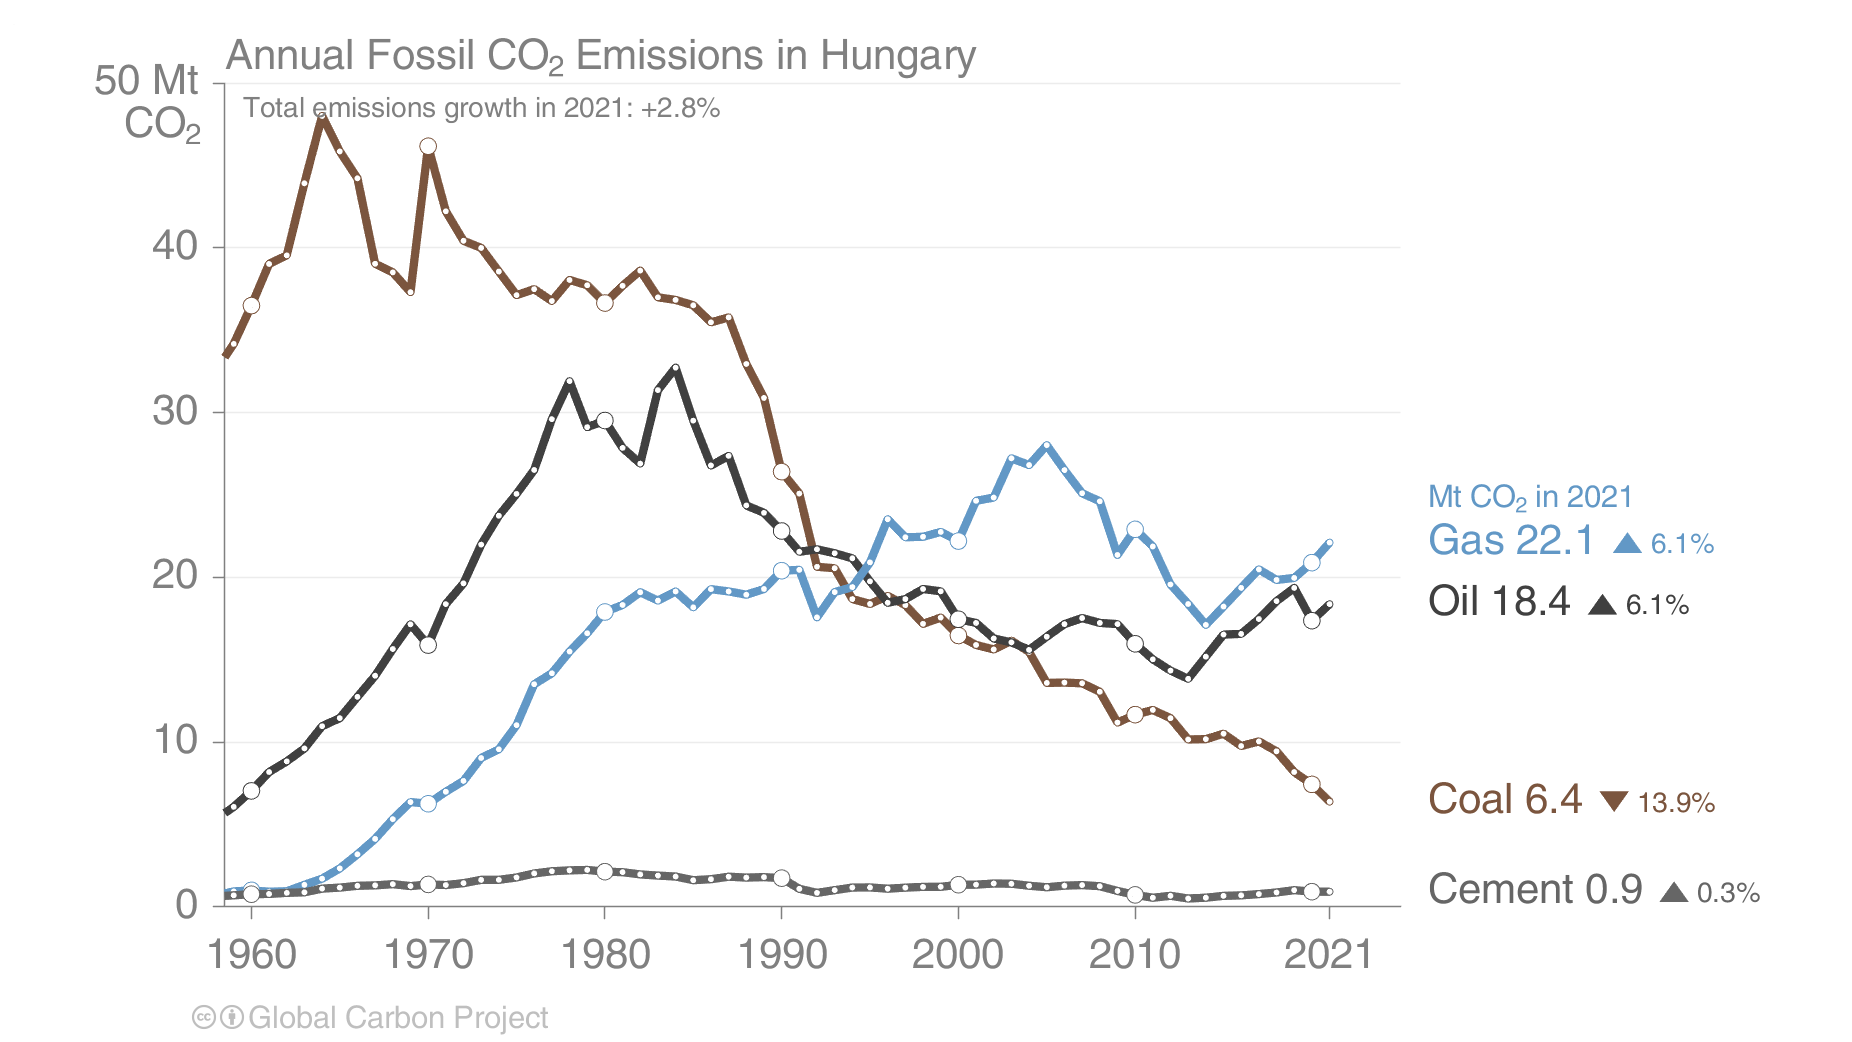 Annual Fossil CO₂ Emissions in Hungary
50 Mt
CO₂
Total emissions growth in 2021: +2.8%
40
30
20
10
0
Mt CO₂ in 2021
Gas 22.1 ▲ 6.1%
Oil 18.4 ▲ 6.1%
Coal 6.4 ▼ 13.9%
Cement 0.9 ▲ 0.3%
1960 1970 1980 1990 2000 2010 2021
cc Global Carbon Project